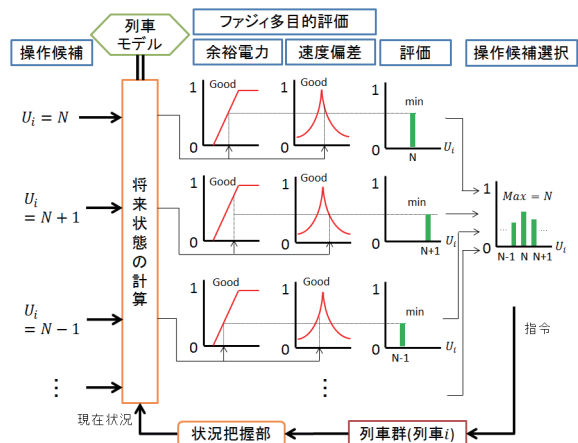 列車
モデル
ファジィ多目的評価
操作候補
余裕電力
速度偏差
評価
操作候補選択
U_i = N
将来状態の計算
1
Good
0
1
Good
0
1
min
0
N
U_i
U_i
= N + 1
1
Good
0
1
Good
0
1
min
0
N+1
U_i
1
Max = N
0
... ...
N-1 N N+1
U_i
U_i
= N − 1
1
Good
0
1
Good
0
1
min
0
N-1
U_i
⋮
⋮
指令
現在状況
状況把握部
列車群(列車i)